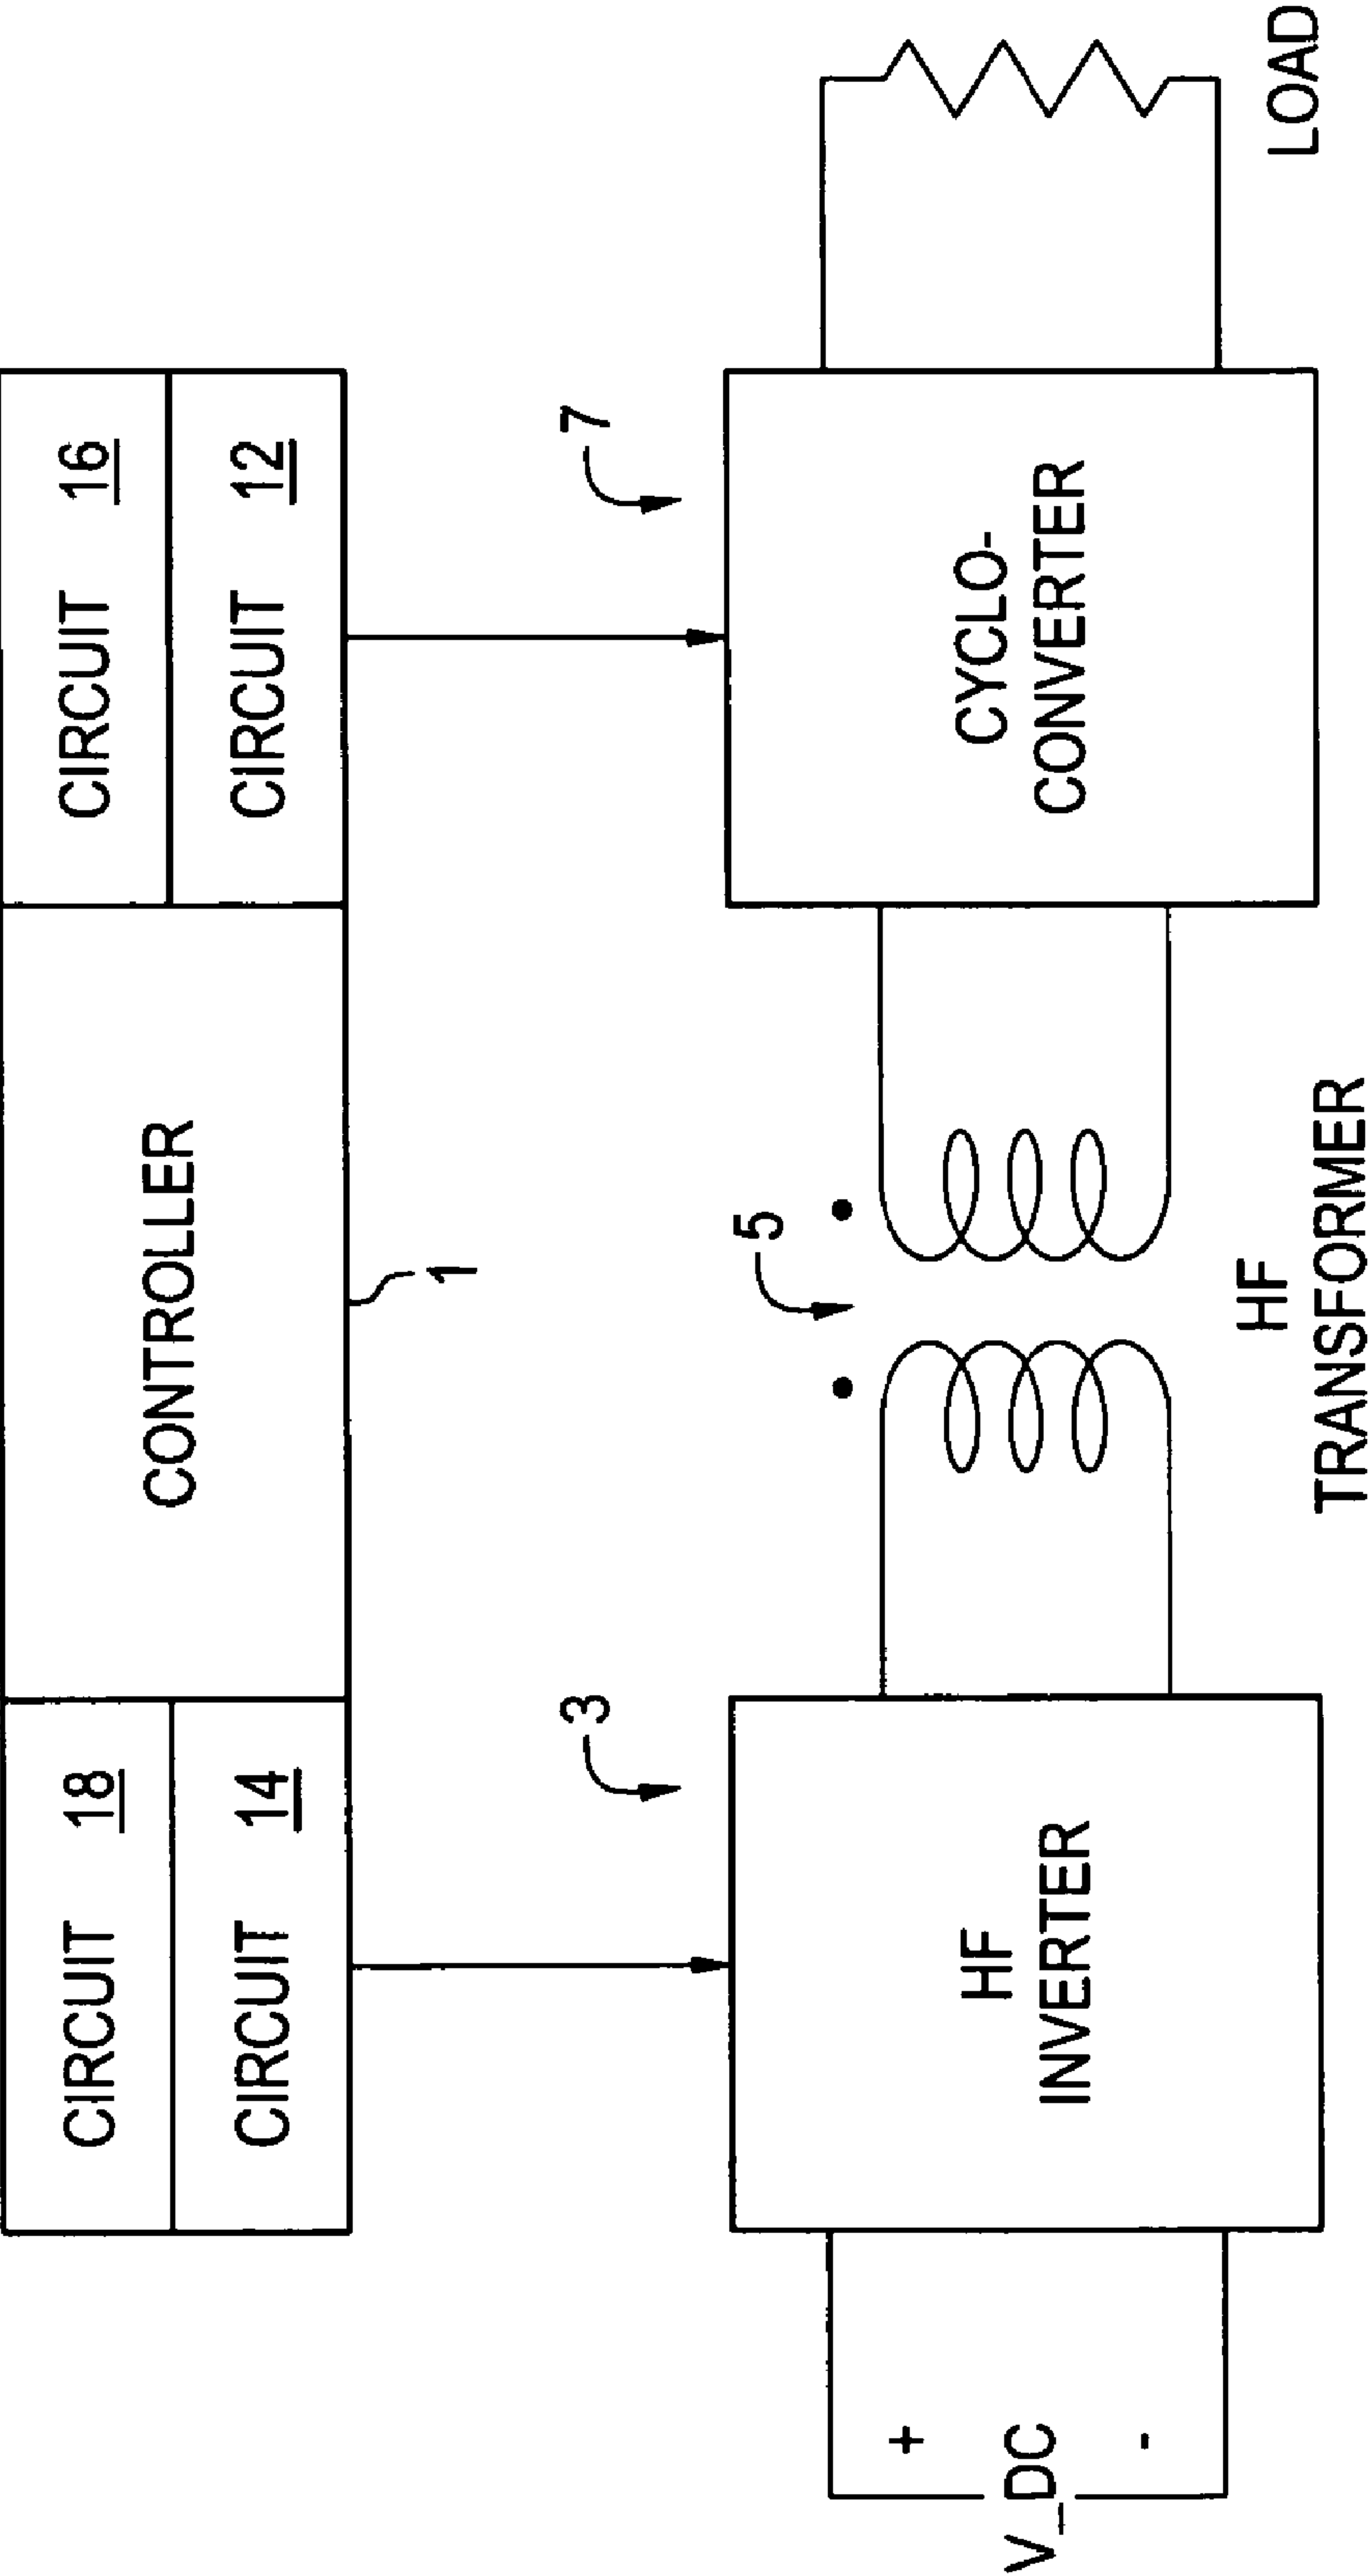 CIRCUIT 18
CIRCUIT 14
CONTROLLER
CIRCUIT 16
CIRCUIT 12
1
3
5
7
V_DC
+
-
HF
INVERTER
HF
TRANSFORMER
CYCLO-
CONVERTER
LOAD